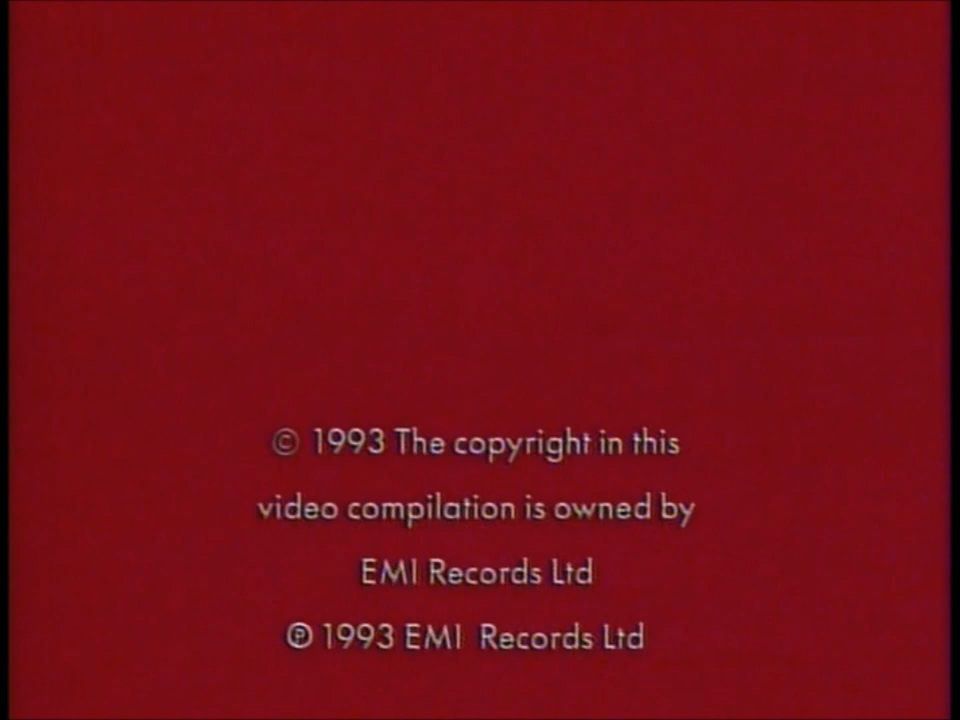 © 1993 The copyright in this
video compilation is owned by
EMI Records Ltd
℗ 1993 EMI Records Ltd